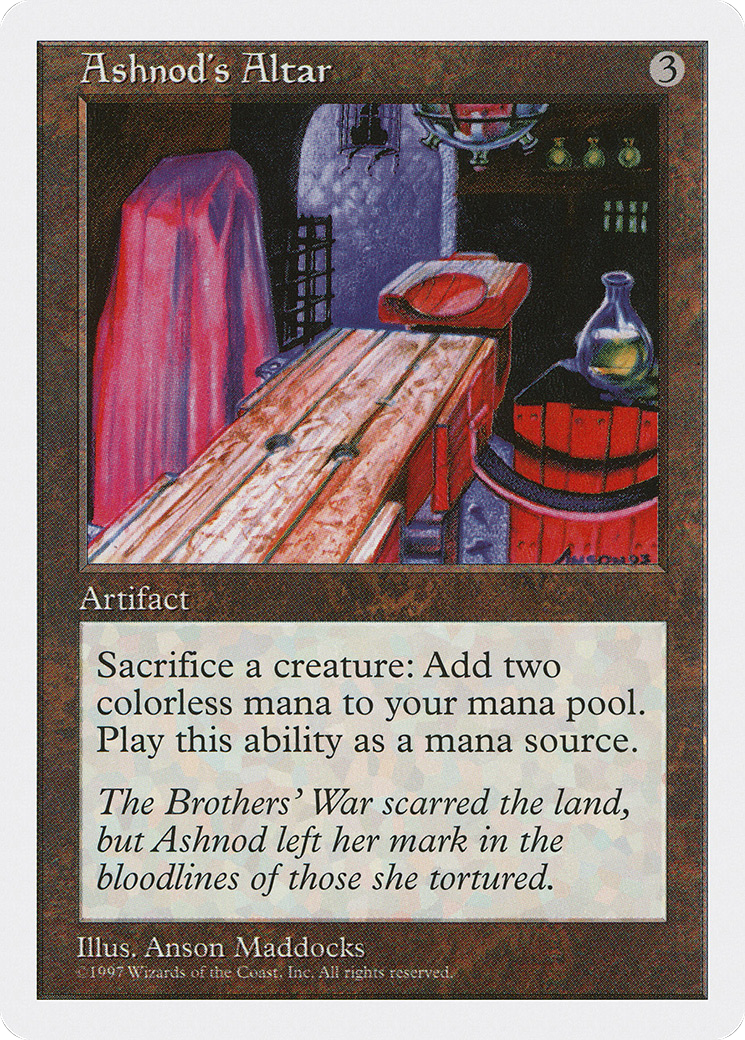 Ashnod's Altar 3
ANSON93
Artifact
Sacrifice a creature: Add two
colorless mana to your mana pool.
Play this ability as a mana source.
The Brothers' War scarred the land,
but Ashnod left her mark in the
bloodlines of those she tortured.
Illus. Anson Maddocks
©1997 Wizards of the Coast, Inc. All rights reserved.